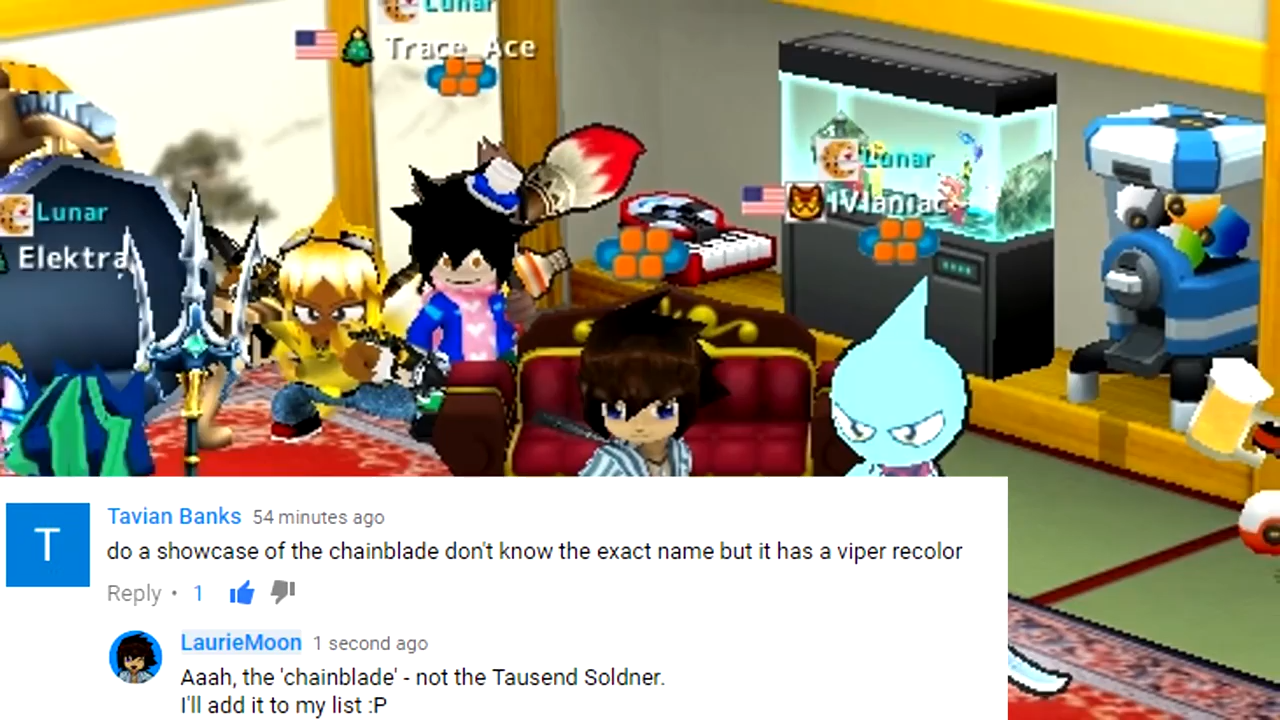 Lunar
Trace_Ace
Lunar
IVIaniac
Lunar
Elektra
T
Tavian Banks 54 minutes ago
do a showcase of the chainblade don't know the exact name but it has a viper recolor
Reply • 1
LaurieMoon 1 second ago
Aaah, the 'chainblade' - not the Tausend Soldner.
I'll add it to my list :P